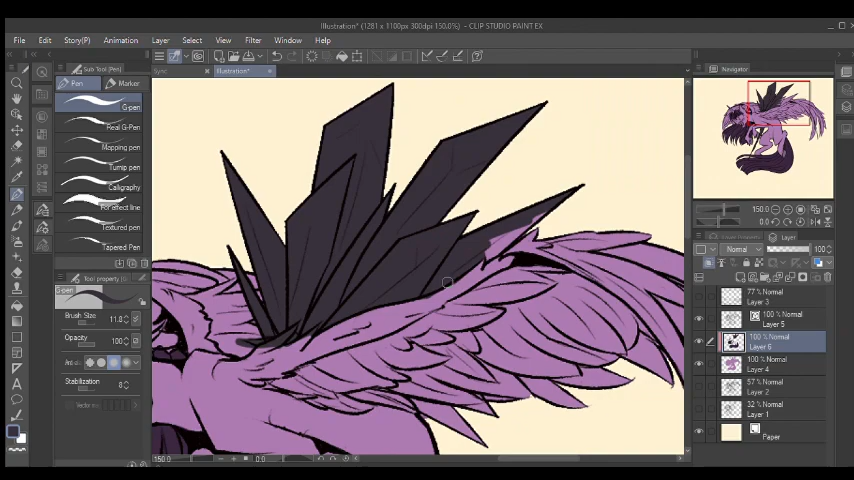 Illustration* (1281 x 1100px 300dpi 150.0%) - CLIP STUDIO PAINT EX
File Edit Story(P) Animation Layer Select View Filter Window Help
Sync Illustration*
Sub Tool [Pen]
Pen Marker
G-pen
Real G-Pen
Mapping pen
Turnip pen
Calligraphy
For effect line
Textured pen
Tapered Pen
Tool property
G-pen
Brush Size 11.8
Opacity 100
Stabilization 8
150.0 0.0
Navigator
150.0
0.0
Layer
Normal 100
77 % Normal
Layer 3
100 % Normal
Layer 5
100 % Normal
Layer 6
100 % Normal
Layer 4
57 % Normal
Layer 2
32 % Normal
Layer 1
Paper